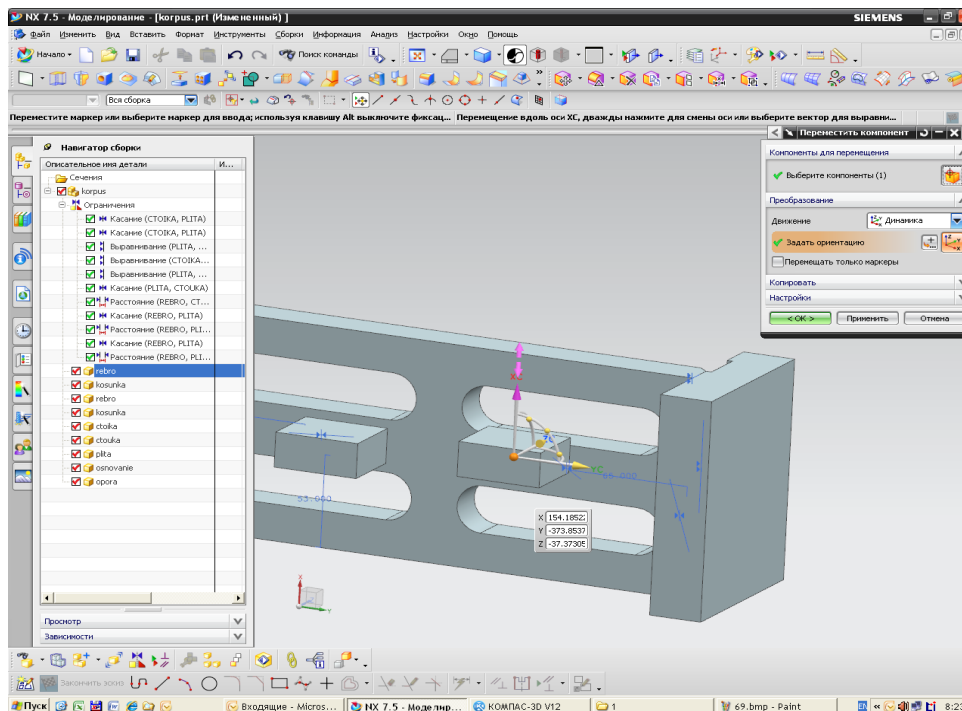 NX 7.5 - Моделирование - [korpus.prt (Измененный) ]
SIEMENS
Файл Изменить Вид Вставить Формат Инструменты Сборки Информация Анализ Настройки Окно Помощь
Начало
Поиск команды
Вся сборка
Переместите маркер или выберите маркер для ввода; используя клавишу Alt выключите фиксац... Перемещение вдоль оси XC, дважды нажмите для смены оси или выберите вектор для выравни...
Навигатор сборки
Описательное имя детали И...
Сечения
korpus
Ограничения
Касание (CTOIKA, PLITA)
Касание (CTOIKA, PLITA)
Выравнивание (PLITA, ...
Выравнивание (CTOIKA...
Выравнивание (PLITA, ...
Касание (PLITA, CTOUKA)
Расстояние (REBRO, CT...
Касание (REBRO, PLITA)
Расстояние (REBRO, PLI...
Касание (REBRO, PLITA)
Расстояние (REBRO, PLI...
rebro
kosunka
rebro
kosunka
ctoika
ctouka
plita
osnovanie
opora
Просмотр
Зависимости
Переместить компонент
Компоненты для перемещения
Выберите компоненты (1)
Преобразование
Движение
Динамика
Задать ориентацию
Перемещать только маркеры
Копировать
Настройки
< OK > Применить Отмена
YC
53.000
X 154.1852
Y -373.8537
Z -37.3730
X
Y
Закончить эскиз
Пуск
Входящие - Micros...
NX 7.5 - Моделир...
КОМПАС-3D V12
1
69.bmp - Paint
EN
8:23